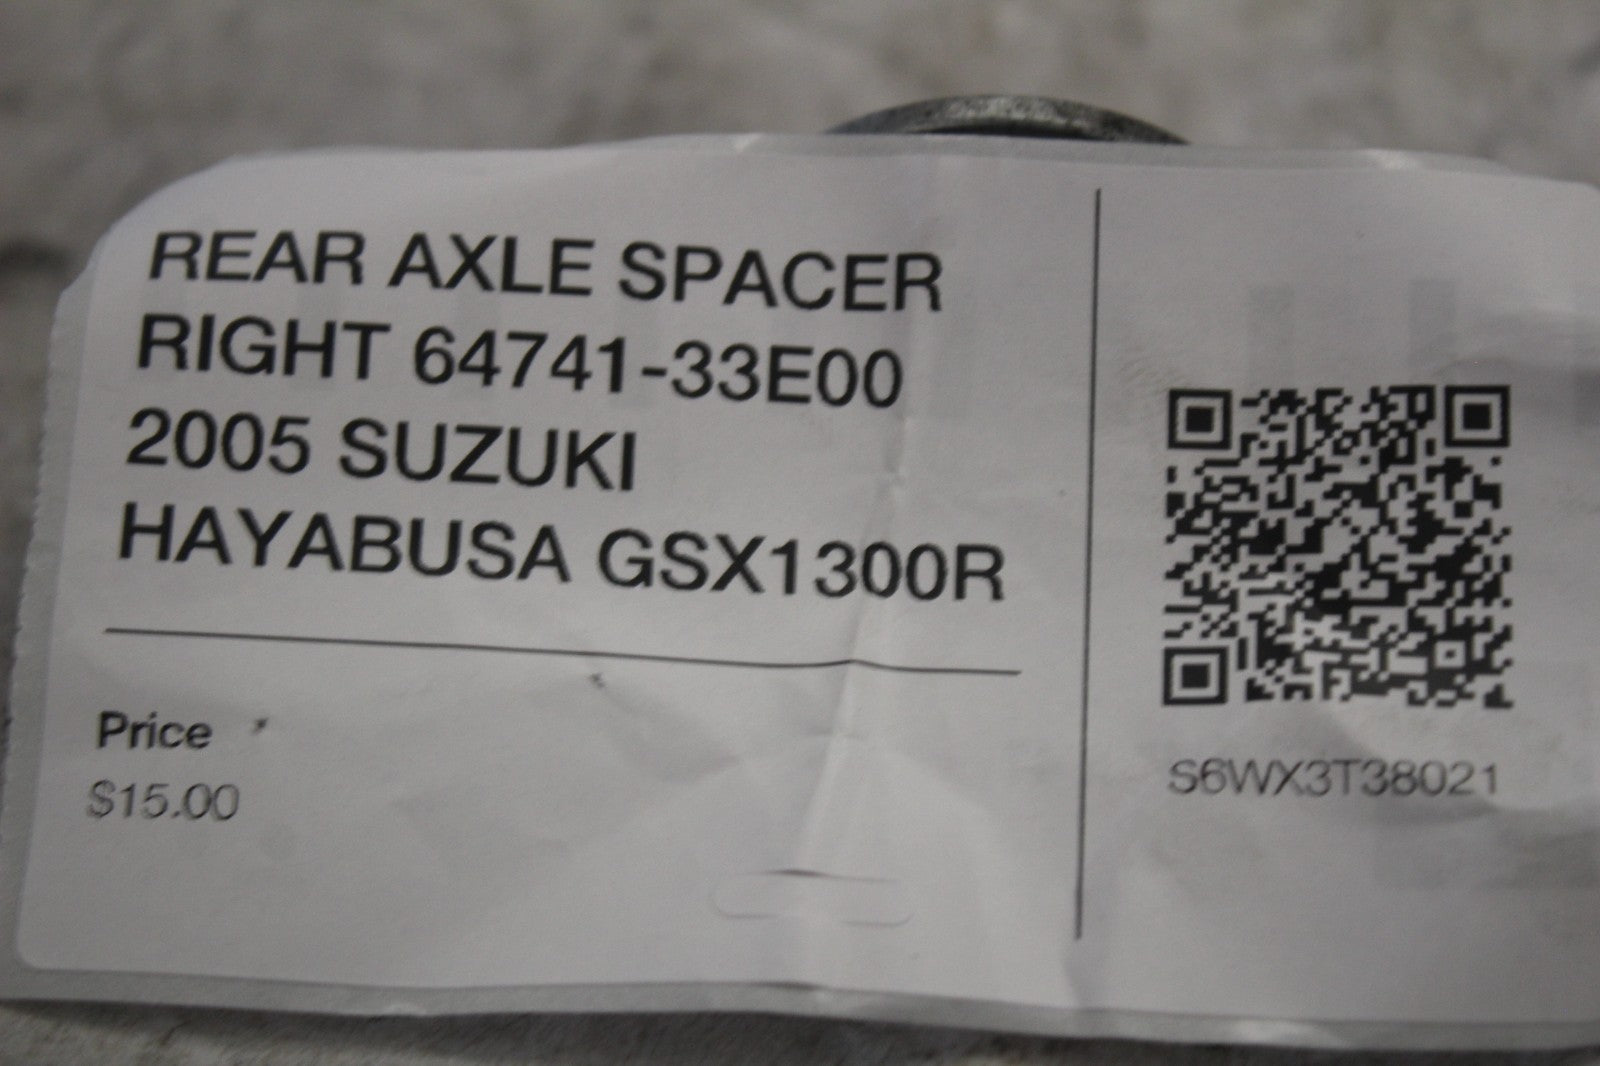 REAR AXLE SPACER
RIGHT 64741-33E00
2005 SUZUKI
HAYABUSA GSX1300R
Price
$15.00
S6WX3T38021